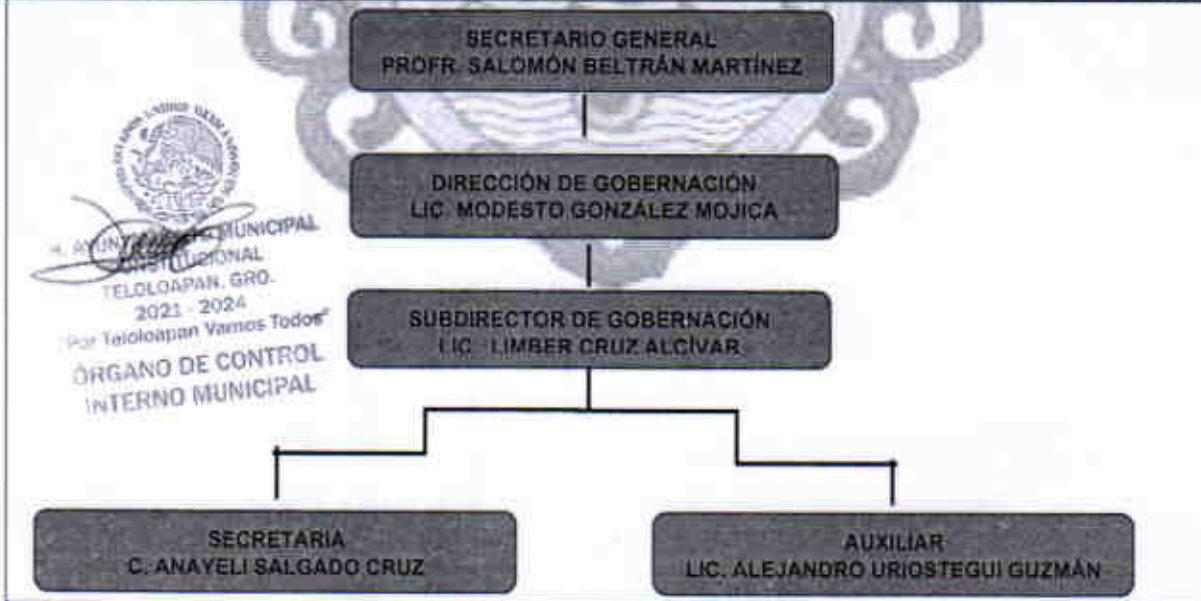 SECRETARIO GENERAL
PROFR. SALOMÓN BELTRÁN MARTÍNEZ
DIRECCIÓN DE GOBERNACIÓN
LIC. MODESTO GONZÁLEZ MOJICA
H. AYUNTAMIENTO MUNICIPAL
CONSTITUCIONAL
TELOLOAPAN, GRO.
2021 - 2024
"Por Teloloapan Vamos Todos"
ÓRGANO DE CONTROL
INTERNO MUNICIPAL
SUBDIRECTOR DE GOBERNACIÓN
LIC. LIMBER CRUZ ALCÍVAR
SECRETARIA
C. ANAYELI SALGADO CRUZ
AUXILIAR
LIC. ALEJANDRO URIOSTEGUI GUZMÁN